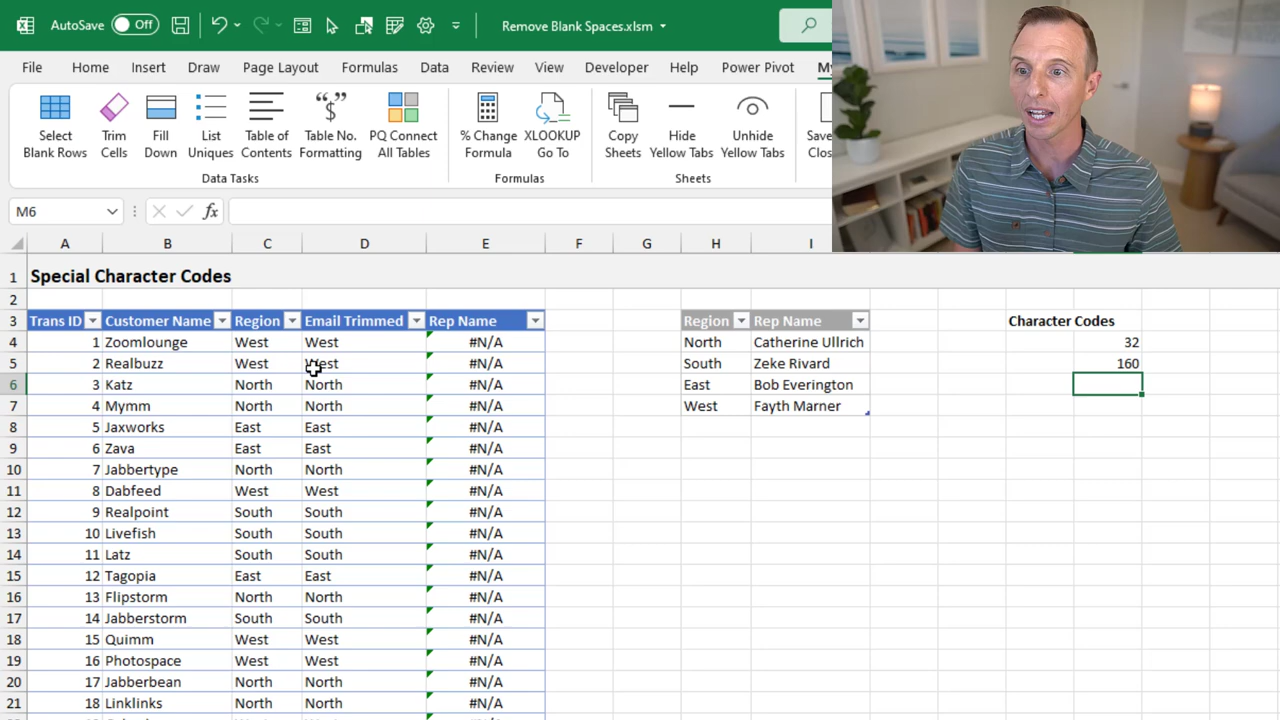 AutoSave Off Remove Blank Spaces.xlsm
File Home Insert Draw Page Layout Formulas Data Review View Developer Help Power Pivot My
Select Blank Rows
Trim Cells
Fill Down
List Uniques
Table of Contents
"$" Table No. Formatting
PQ Connect All Tables
% Change Formula
XLOOKUP Go To
Copy Sheets
Hide Yellow Tabs
Unhide Yellow Tabs
Save
Clos
Data Tasks Formulas Sheets
M6 fx
A B C D E F G H I
1 Special Character Codes
2
3 Trans ID Customer Name Region Email Trimmed Rep Name Region Rep Name Character Codes
4 1 Zoomlounge West West #N/A North Catherine Ullrich 32
5 2 Realbuzz West West #N/A South Zeke Rivard 160
6 3 Katz North North #N/A East Bob Everington
7 4 Mymm North North #N/A West Fayth Marner
8 5 Jaxworks East East #N/A
9 6 Zava East East #N/A
10 7 Jabbertype North North #N/A
11 8 Dabfeed West West #N/A
12 9 Realpoint South South #N/A
13 10 Livefish South South #N/A
14 11 Latz South South #N/A
15 12 Tagopia East East #N/A
16 13 Flipstorm North North #N/A
17 14 Jabberstorm South South #N/A
18 15 Quimm West West #N/A
19 16 Photospace West West #N/A
20 17 Jabberbean North North #N/A
21 18 Linklinks North North #N/A